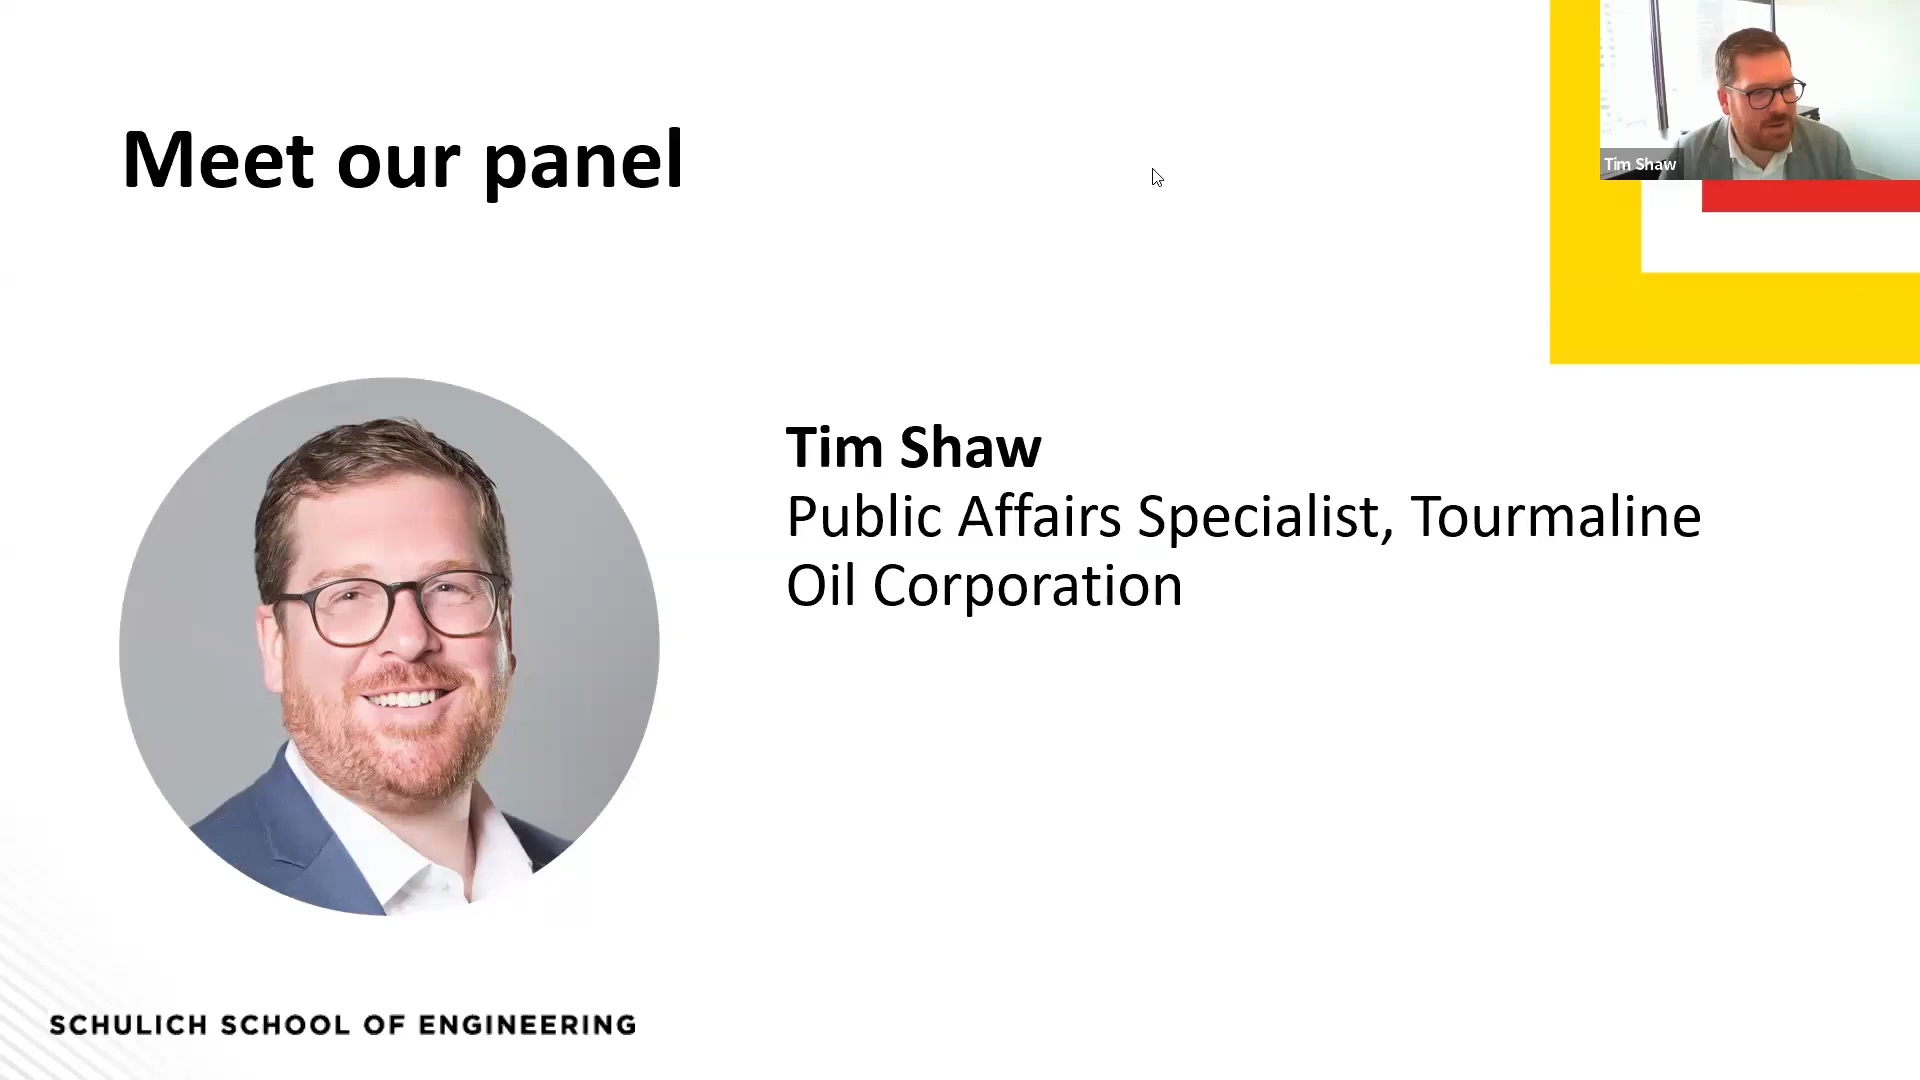 Meet our panel
Tim Shaw
Tim Shaw
Public Affairs Specialist, Tourmaline
Oil Corporation
SCHULICH SCHOOL OF ENGINEERING